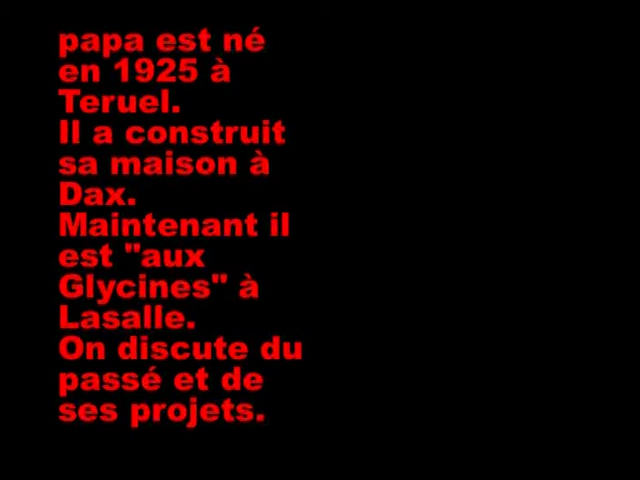 papa est né
en 1925 à
Teruel.
Il a construit
sa maison à
Dax.
Maintenant il
est "aux
Glycines" à
Lasalle.
On discute du
passé et de
ses projets.